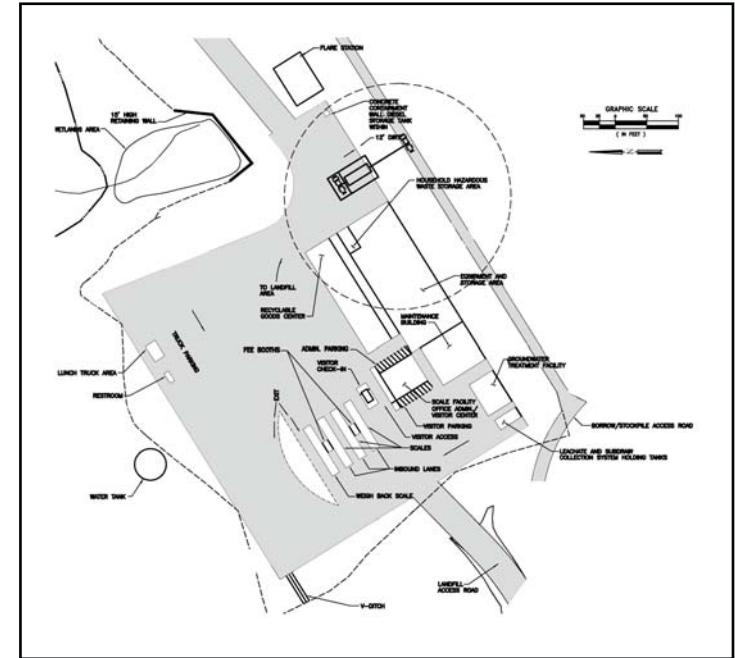 FLARE STATION
CONCRETE
CONTAINMENT
WALL DIESEL
STORAGE TANK
WITHIN
15' HIGH
RETAINING WALL
WETLANDS AREA
GRAPHIC SCALE
( IN FEET )
HOUSEHOLD HAZARDOUS
WASTE STORAGE AREA
TO LANDFILL
AREA
RECYCLABLE
GOODS CENTER
EQUIPMENT AND
STORAGE AREA
MAINTENANCE
BUILDING
TRUCK PARKING
FEE BOOTHS
ADMIN. PARKING
VISITOR
CHECK-IN
GROUNDWATER
TREATMENT FACILITY
LUNCH TRUCK AREA
RESTROOM
EXIT
SCALE FACILITY
OFFICE ADMIN./
VISITOR CENTER
VISITOR PARKING
VISITOR ACCESS
SCALES
INBOUND LANES
WEIGH BACK SCALE
BORROW/STOCKPILE ACCESS ROAD
LEACHATE AND SUBDRAIN
COLLECTION SYSTEM HOLDING TANKS
WATER TANK
LANDFILL
ACCESS ROAD
V-DITCH